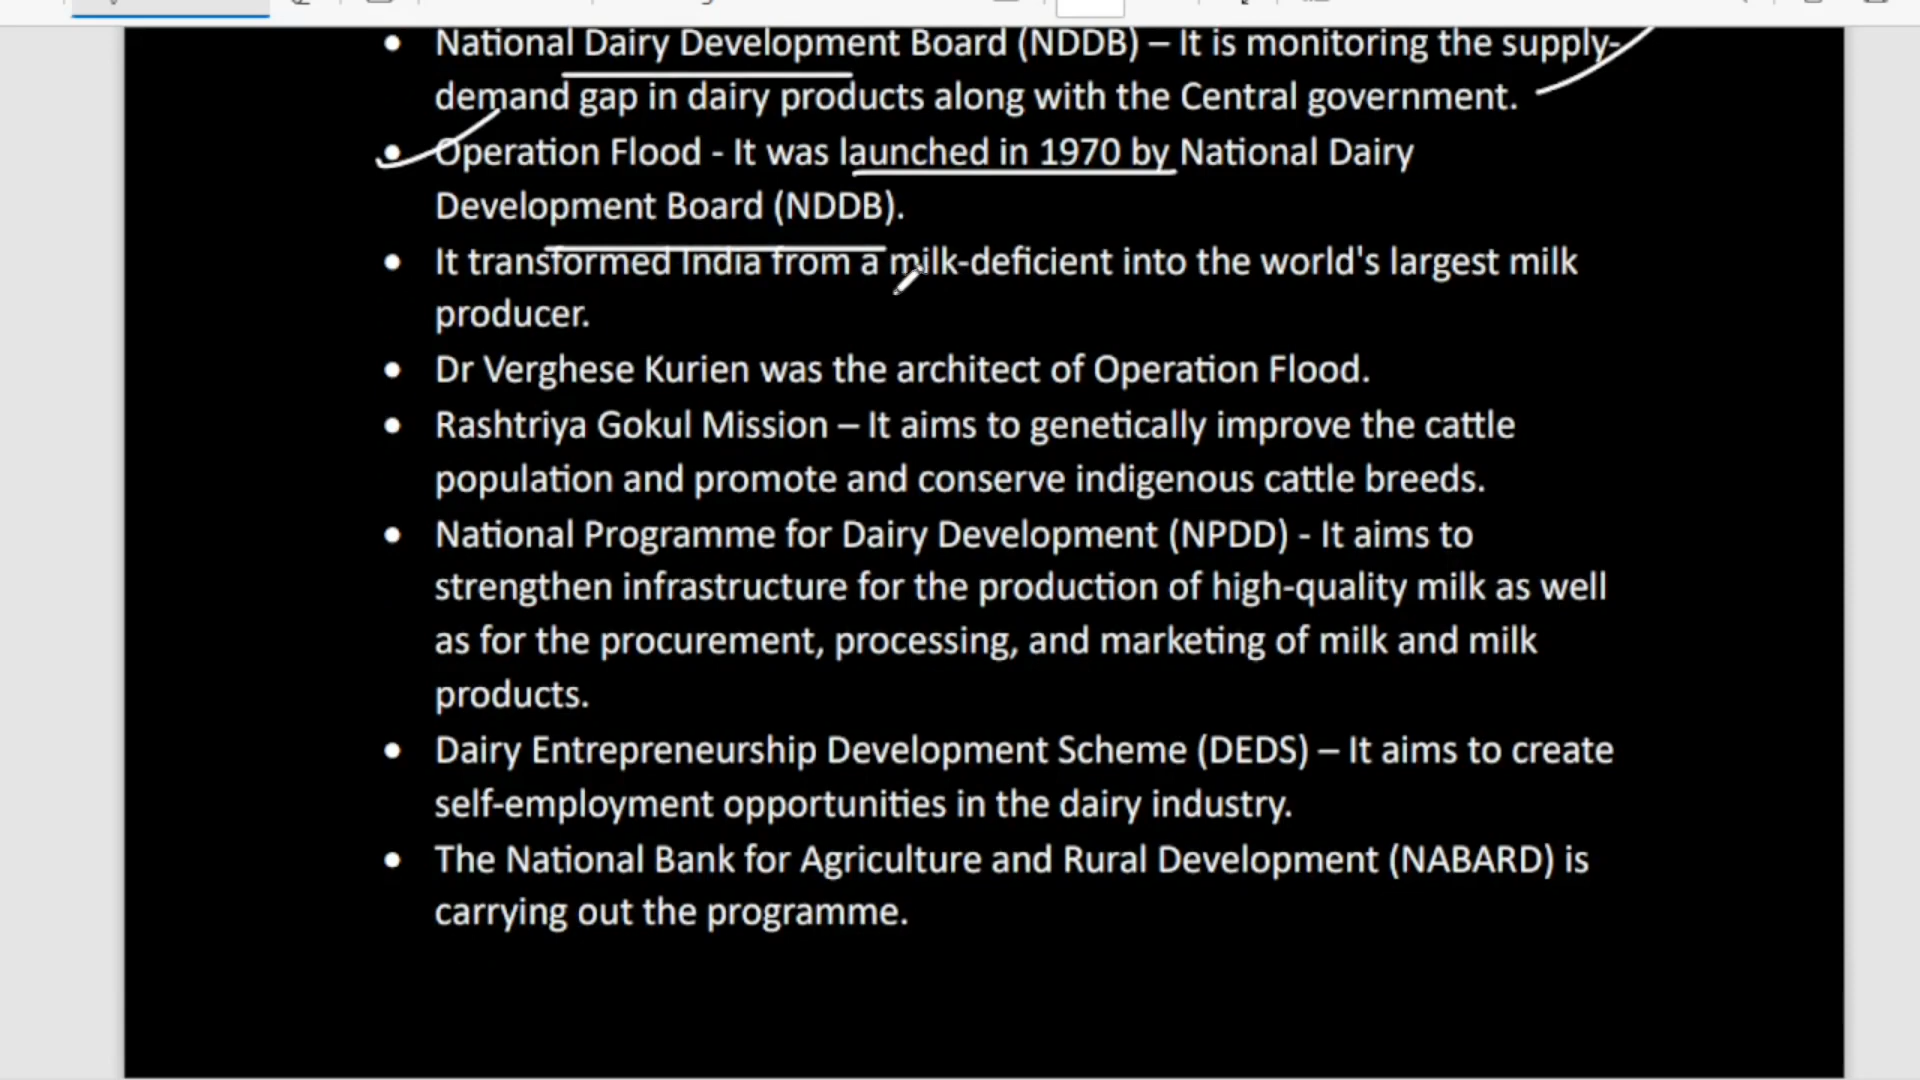 • National Dairy Development Board (NDDB) – It is monitoring the supply-
demand gap in dairy products along with the Central government.
• Operation Flood - It was launched in 1970 by National Dairy
Development Board (NDDB).
• It transformed India from a milk-deficient into the world's largest milk
producer.
• Dr Verghese Kurien was the architect of Operation Flood.
• Rashtriya Gokul Mission – It aims to genetically improve the cattle
population and promote and conserve indigenous cattle breeds.
• National Programme for Dairy Development (NPDD) - It aims to
strengthen infrastructure for the production of high-quality milk as well
as for the procurement, processing, and marketing of milk and milk
products.
• Dairy Entrepreneurship Development Scheme (DEDS) – It aims to create
self-employment opportunities in the dairy industry.
• The National Bank for Agriculture and Rural Development (NABARD) is
carrying out the programme.